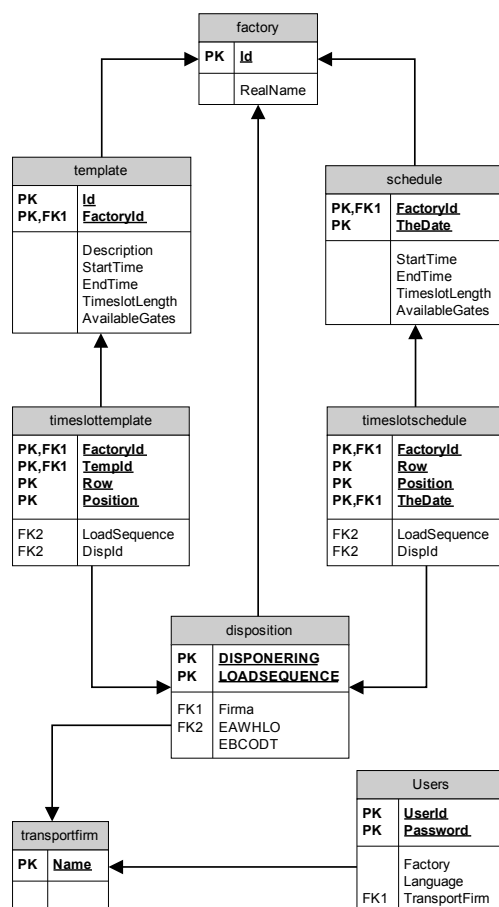 factory
PK Id
RealName
template
PK Id
PK,FK1 FactoryId
Description
StartTime
EndTime
TimeslotLength
AvailableGates
schedule
PK,FK1 FactoryId
PK TheDate
StartTime
EndTime
TimeslotLength
AvailableGates
timeslottemplate
PK,FK1 FactoryId
PK,FK1 TempId
PK Row
PK Position
FK2 LoadSequence
FK2 DispId
timeslotschedule
PK,FK1 FactoryId
PK Row
PK Position
PK,FK1 TheDate
FK2 LoadSequence
FK2 DispId
disposition
PK DISPONERING
PK LOADSEQUENCE
FK1 Firma
FK2 EAWHLO
EBCODT
transportfirm
PK Name
Users
PK UserId
PK Password
Factory
Language
FK1 TransportFirm